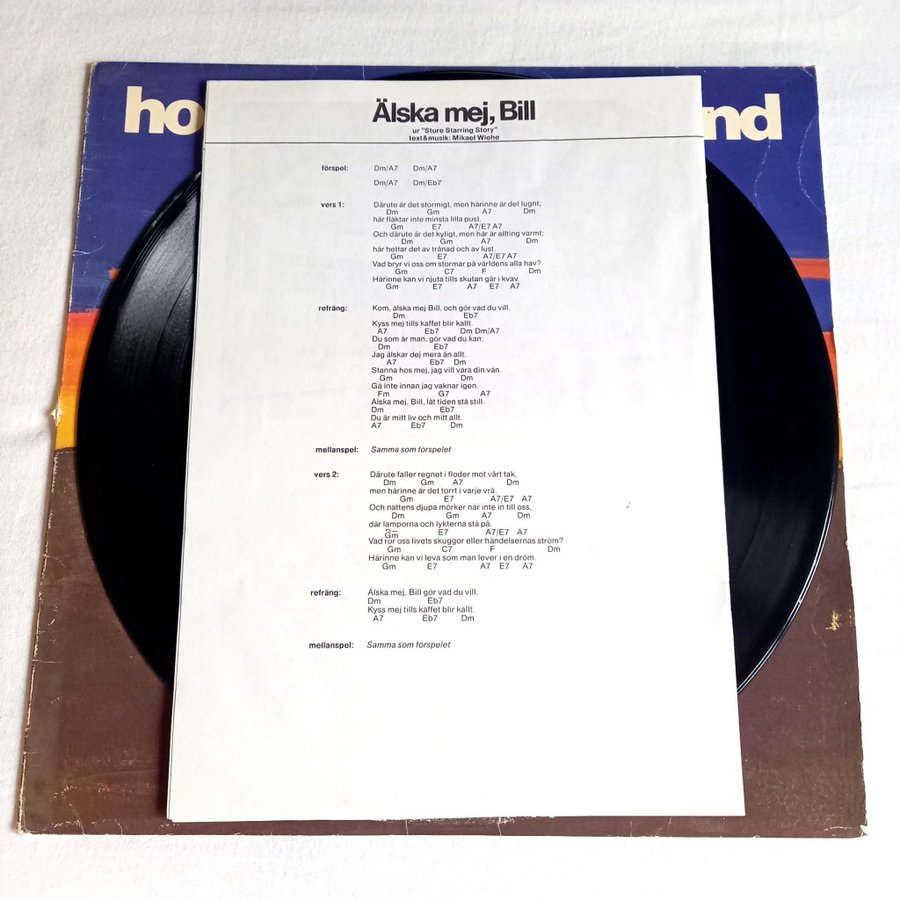 ho
nd
Älska mej, Bill
ur "Sture Starring Story"
text&musik: Mikael Wiehe
förspel: Dm/A7 Dm/A7
Dm/A7 Dm/Eb7
vers 1: Därute är det stormigt, men härinne är det lugnt;
Dm Gm A7 Dm
här fläktar inte minsta lilla pust.
Gm E7 A7/E7 A7
Och därute är det kyligt, men här är allting varmt;
Dm Gm A7 Dm
här hettar det av trånad och av lust.
Gm E7 A7/E7 A7
Vad bryr vi oss om stormar på världens alla hav?
Gm C7 F Dm
Härinne kan vi njuta tills skutan går i kvav.
Gm E7 A7 E7 A7
refräng: Kom, älska mej Bill, och gör vad du vill.
Dm Eb7
Kyss mej tills kaffet blir kallt.
A7 Eb7 Dm Dm/A7
Du som är man, gör vad du kan;
Dm Eb7
Jag älskar dej mera än allt.
A7 Eb7 Dm
Stanna hos mej, jag vill vara din vän.
Gm Dm
Gå inte innan jag vaknar igen.
Fm G7 A7
Älska mej, Bill, låt tiden stå still.
Dm Eb7
Du är mitt liv och mitt allt.
A7 Eb7 Dm
mellanspel: Samma som förspelet
vers 2: Därute faller regnet i floder mot vårt tak,
Dm Gm A7 Dm
men härinne är det torrt i varje vrå.
Gm E7 A7/E7 A7
Och nattens djupa mörker når inte in till oss,
Dm Gm A7 Dm
där lamporna och lykterna stå på.
Gm E7 A7/E7 A7
Vad rör oss livets skuggor eller händelsernas ström?
Gm C7 F Dm
Härinne kan vi leva som man lever i en dröm.
Gm E7 A7 E7 A7
refräng: Älska mej, Bill gör vad du vill.
Dm Eb7
Kyss mej tills kaffet blir kallt.
A7 Eb7 Dm
mellanspel: Samma som förspelet